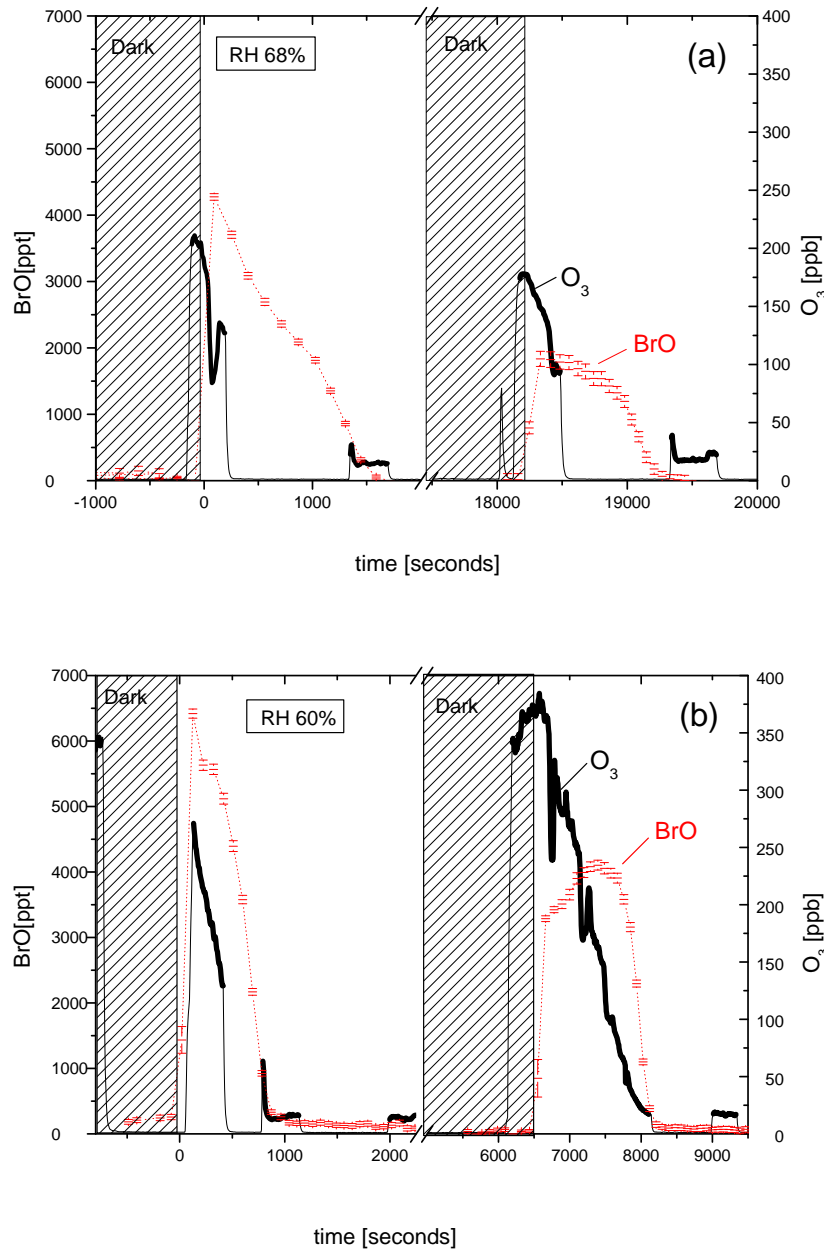 Dark
RH 68%
Dark
(a)
7000
6000
5000
4000
3000
2000
1000
0
BrO[ppt]
400
350
300
250
200
150
100
50
0
O3 [ppb]
O3
BrO
-1000 0 1000 18000 19000 20000
time [seconds]
Dark
RH 60%
Dark
(b)
7000
6000
5000
4000
3000
2000
1000
0
BrO[ppt]
400
350
300
250
200
150
100
50
0
O3 [ppb]
O3
BrO
0 1000 2000 6000 7000 8000 9000
time [seconds]